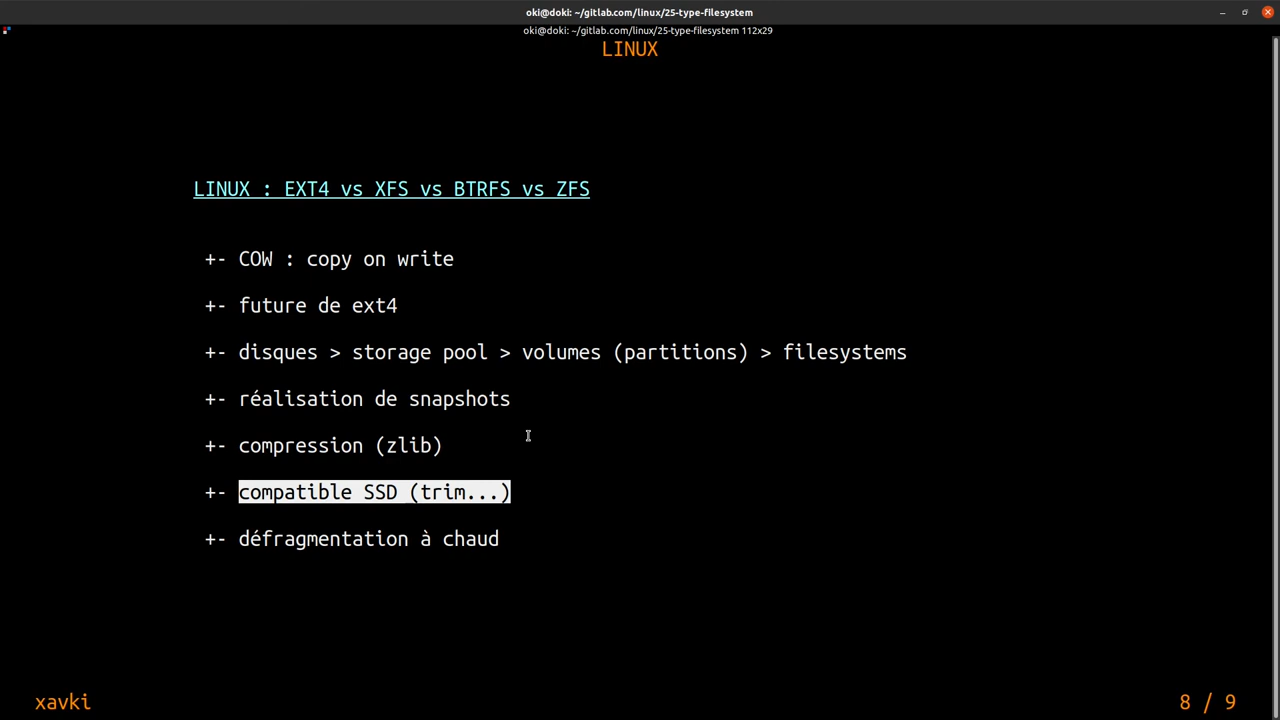 oki@doki: ~/gitlab.com/linux/25-type-filesystem
oki@doki: ~/gitlab.com/linux/25-type-filesystem 112x29
LINUX
LINUX : EXT4 vs XFS vs BTRFS vs ZFS
+- COW : copy on write
+- future de ext4
+- disques > storage pool > volumes (partitions) > filesystems
+- réalisation de snapshots
+- compression (zlib)
+- compatible SSD (trim...)
+- défragmentation à chaud
xavki
8 / 9